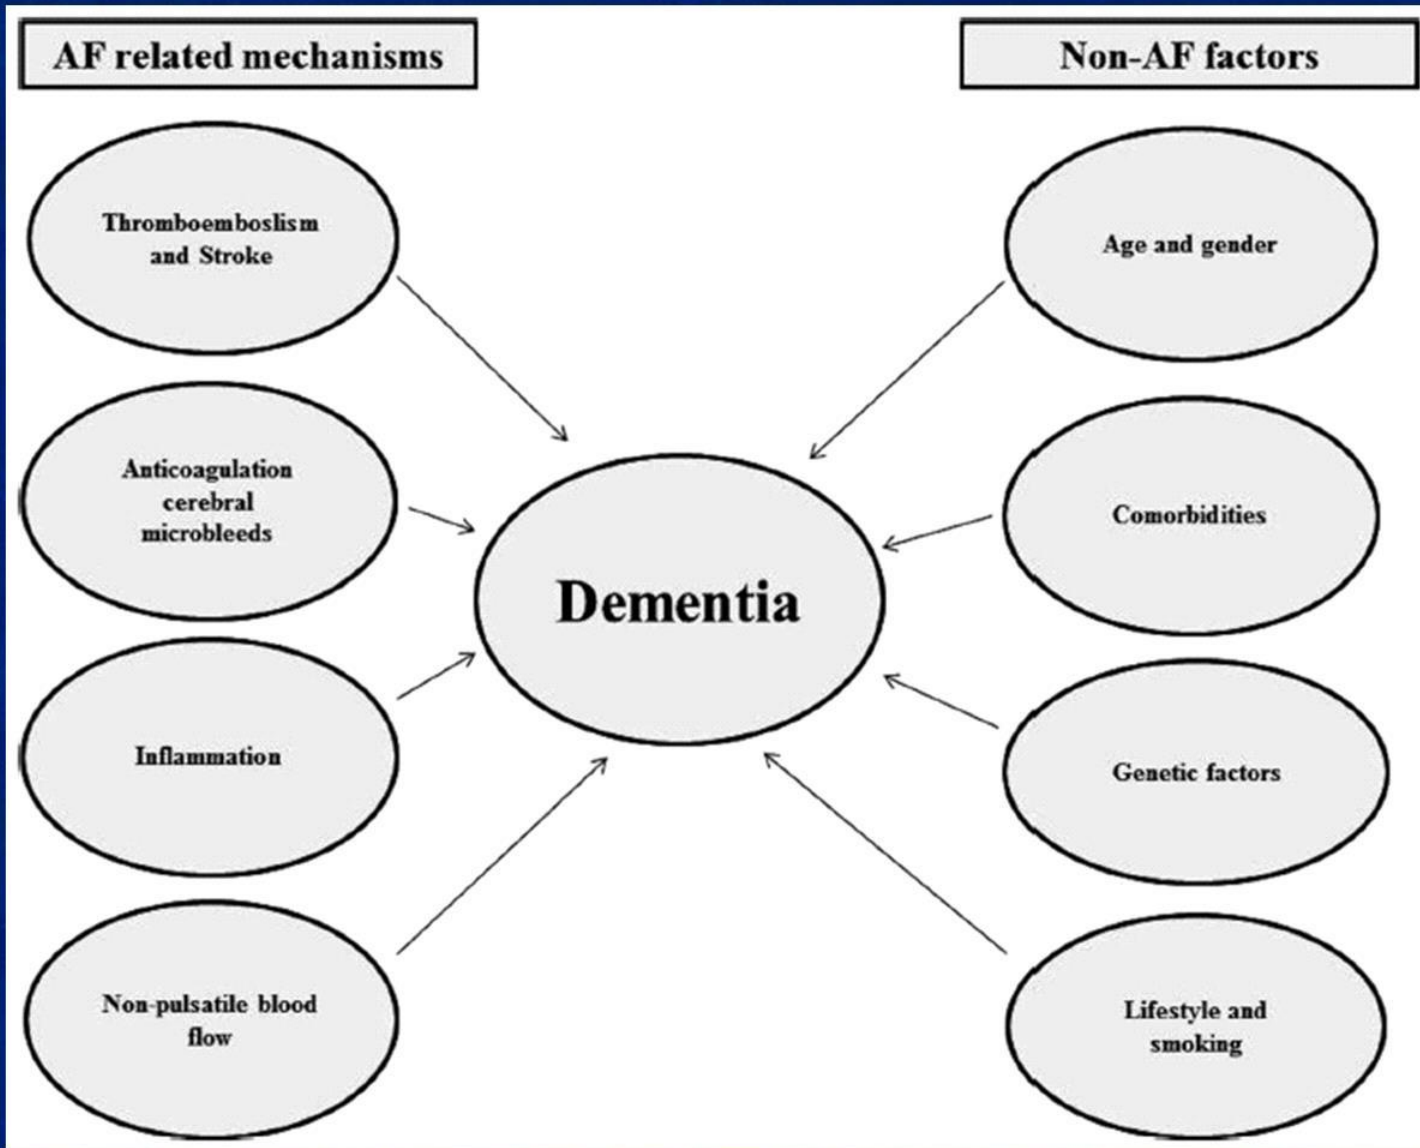 AF related mechanisms
Non-AF factors
Thromboemboslism
and Stroke
Anticoagulation
cerebral
microbleeds
Inflammation
Non-pulsatile blood
flow
Dementia
Age and gender
Comorbidities
Genetic factors
Lifestyle and
smoking